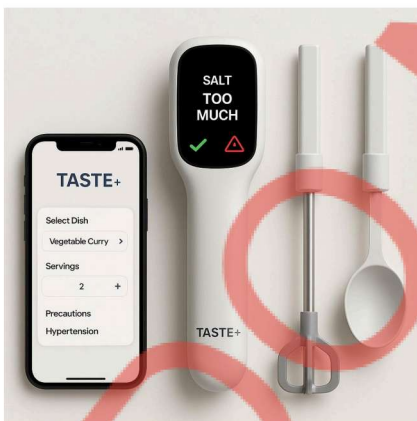 TASTE+
Select Dish
Vegetable Curry >
Servings
2 +
Precautions
Hypertension
SALT
TOO
MUCH
TASTE+